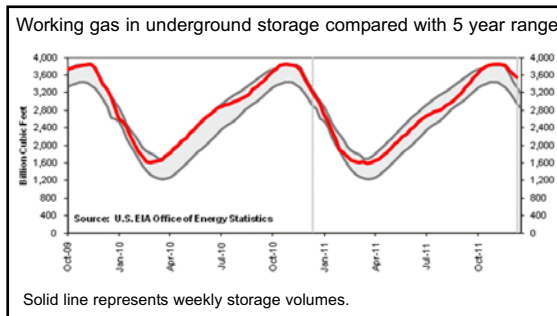 Working gas in underground storage compared with 5 year range
Billion Cubic Feet
4,000
3,600
3,200
2,800
2,400
2,000
1,600
1,200
800
400
0
4,000
3,600
3,200
2,800
2,400
2,000
1,600
1,200
800
400
0
Source: U.S. EIA Office of Energy Statistics
Oct-09
Jan-10
Apr-10
Jul-10
Oct-10
Jan-11
Apr-11
Jul-11
Oct-11
Solid line represents weekly storage volumes.